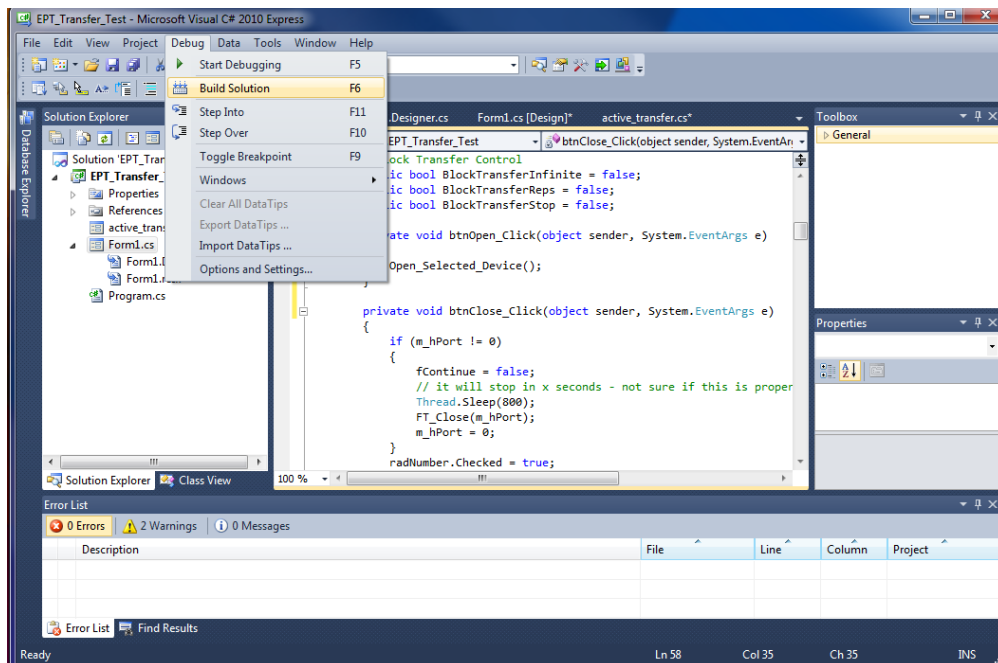 EPT_Transfer_Test - Microsoft Visual C# 2010 Express
File Edit View Project Debug Data Tools Window Help
Start Debugging F5
Build Solution F6
Step Into F11
Step Over F10
Toggle Breakpoint F9
Windows
Clear All DataTips
Export DataTips ...
Import DataTips ...
Options and Settings...
Database Explorer
Solution Explorer
Solution 'EPT_Tran
EPT_Transfer_
Properties
References
active_trans
Form1.cs
Form1.
Form1.r
Program.cs
Solution Explorer Class View
.Designer.cs Form1.cs [Design]* active_transfer.cs*
EPT_Transfer_Test btnClose_Click(object sender, System.EventArg
ock Transfer Control
ic bool BlockTransferInfinite = false;
ic bool BlockTransferReps = false;
ic bool BlockTransferStop = false;
ate void btnOpen_Click(object sender, System.EventArgs e)
Open_Selected_Device();
}
private void btnClose_Click(object sender, System.EventArgs e)
{
if (m_hPort != 0)
{
fContinue = false;
// it will stop in x seconds - not sure if this is proper
Thread.Sleep(800);
FT_Close(m_hPort);
m_hPort = 0;
}
radNumber.Checked = true;
100 %
Toolbox
General
Properties
Error List
0 Errors 2 Warnings 0 Messages
Description File Line Column Project
Error List Find Results
Ready Ln 58 Col 35 Ch 35 INS